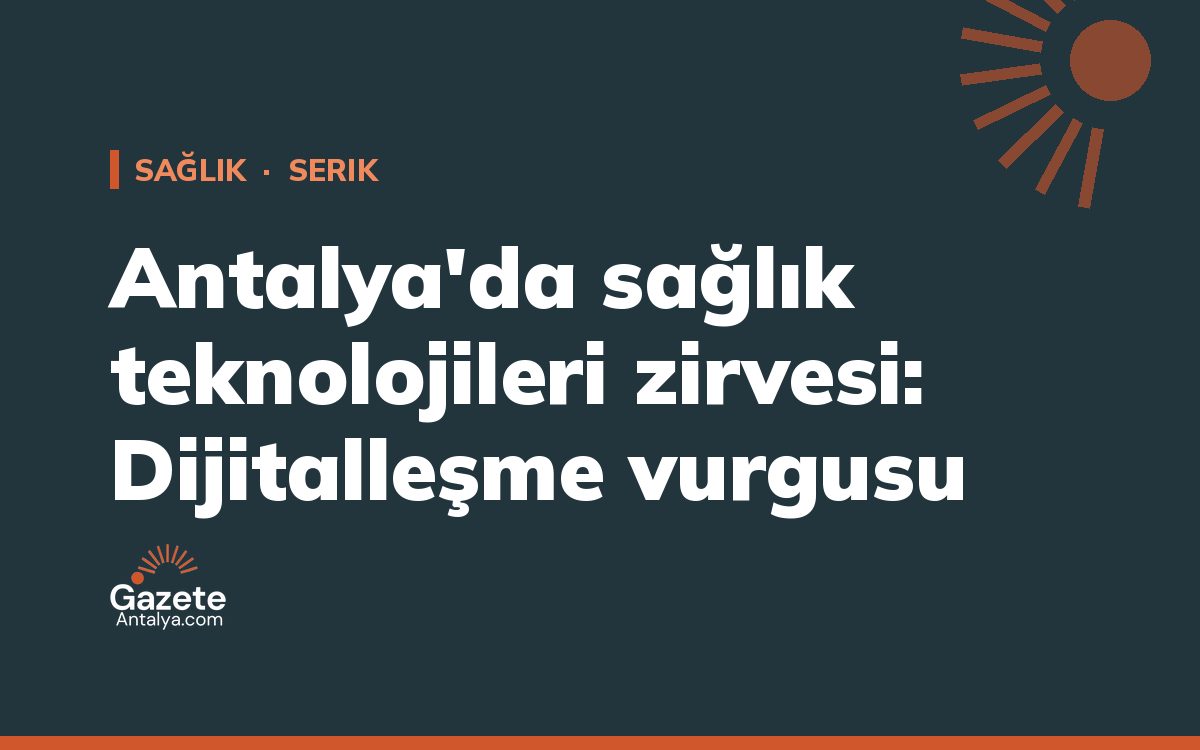 SAĞLIK · SERIK
Antalya'da sağlık
teknolojileri zirvesi:
Dijitalleşme vurgusu
Gazete
Antalya.com